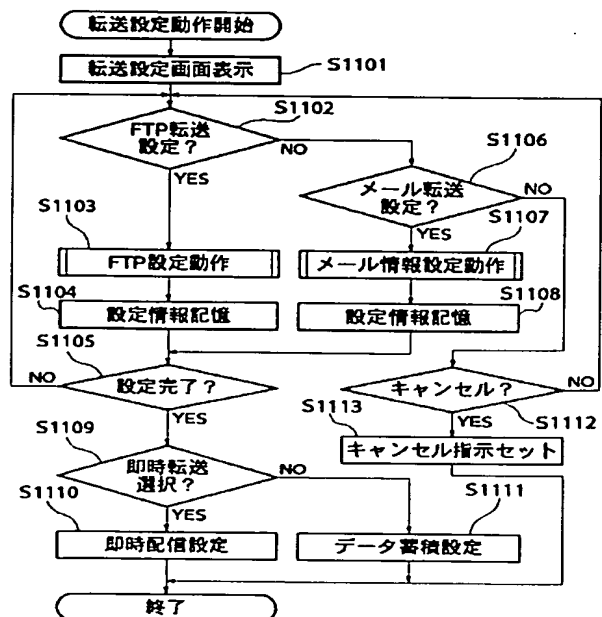 転送設定動作開始
転送設定画面表示
S1101
S1102
FTP転送
設定？
NO
YES
S1106
メール転送
設定？
NO
YES
S1103
FTP設定動作
S1107
メール情報設定動作
S1104
設定情報記憶
S1108
設定情報記憶
S1105
設定完了？
NO
YES
キャンセル？
NO
YES
S1112
S1113
キャンセル指示セット
S1109
即時転送
選択？
NO
YES
S1110
即時配信設定
S1111
データ蓄積設定
終了